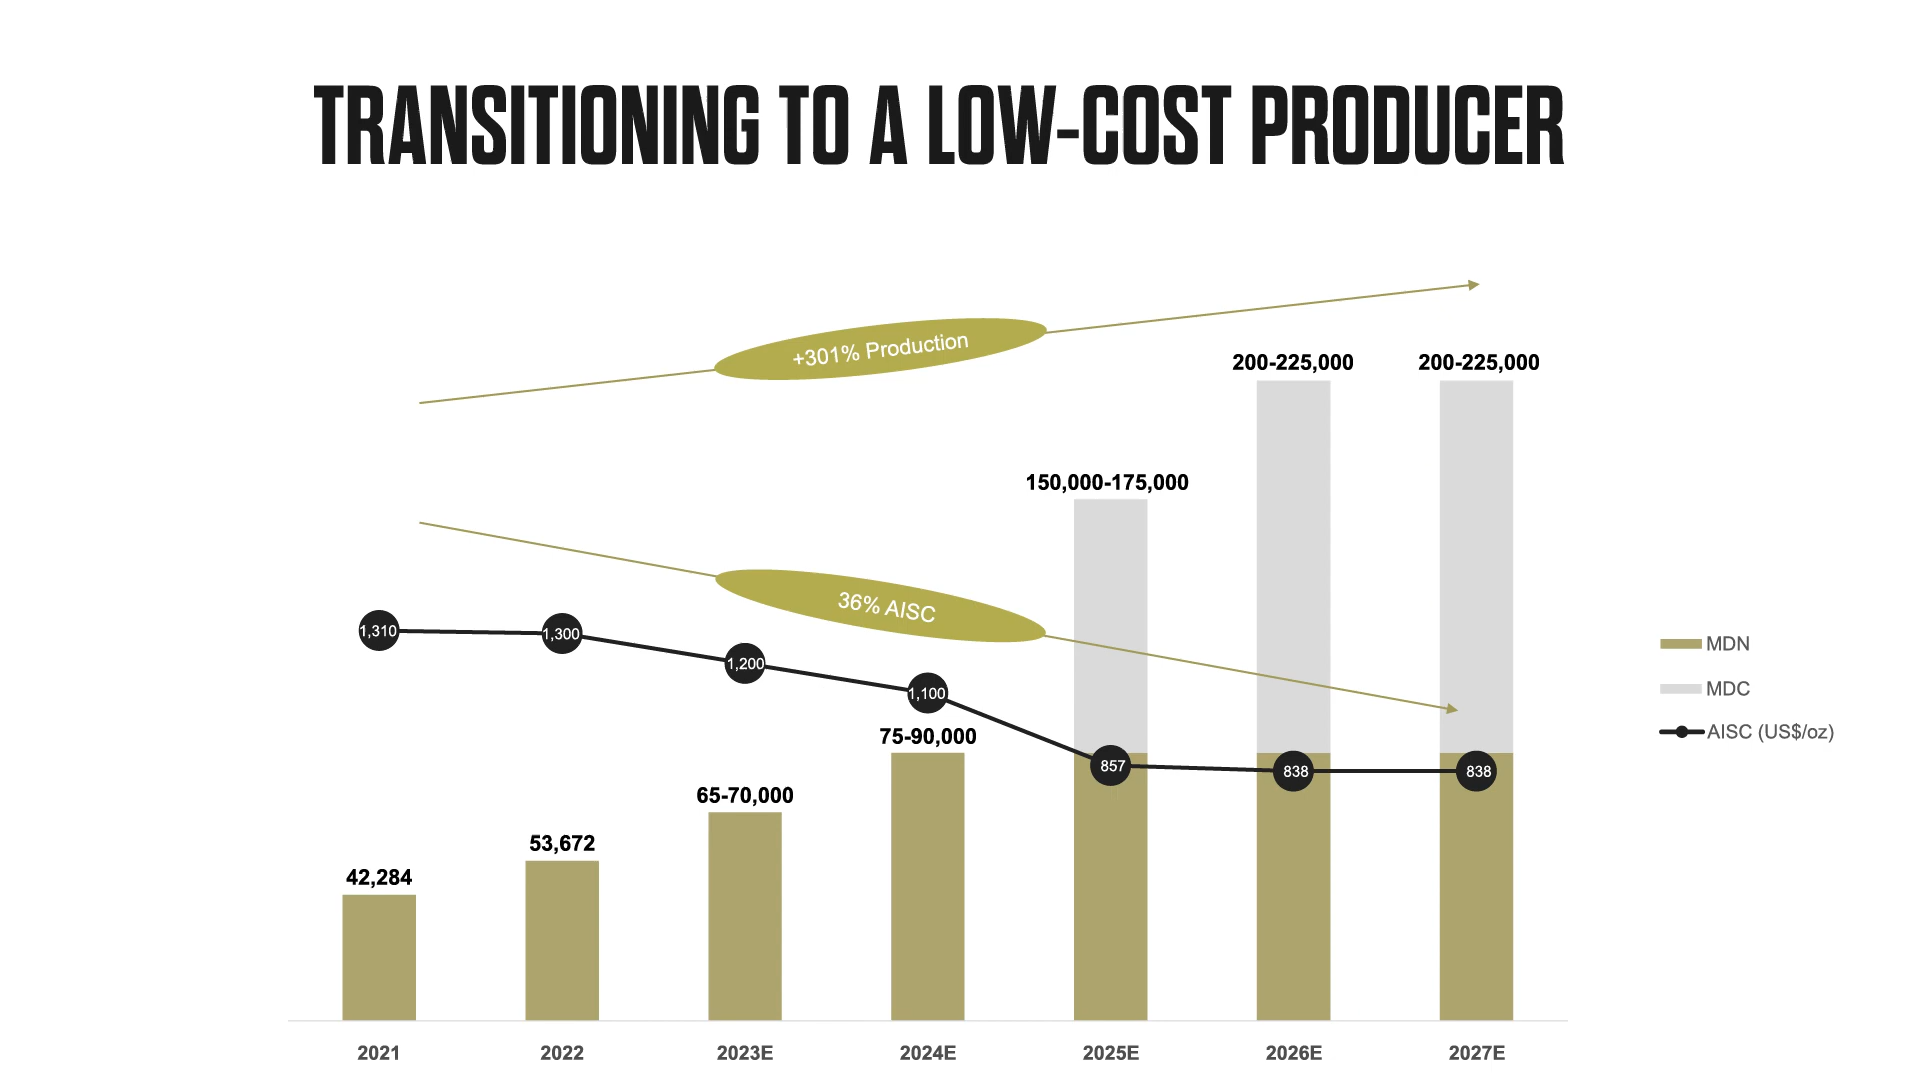 TRANSITIONING TO A LOW-COST PRODUCER
+301% Production
200-225,000
200-225,000
150,000-175,000
36% AISC
1,310
1,300
1,200
1,100
857
838
838
75-90,000
65-70,000
53,672
42,284
MDN
MDC
AISC (US$/oz)
2021
2022
2023E
2024E
2025E
2026E
2027E